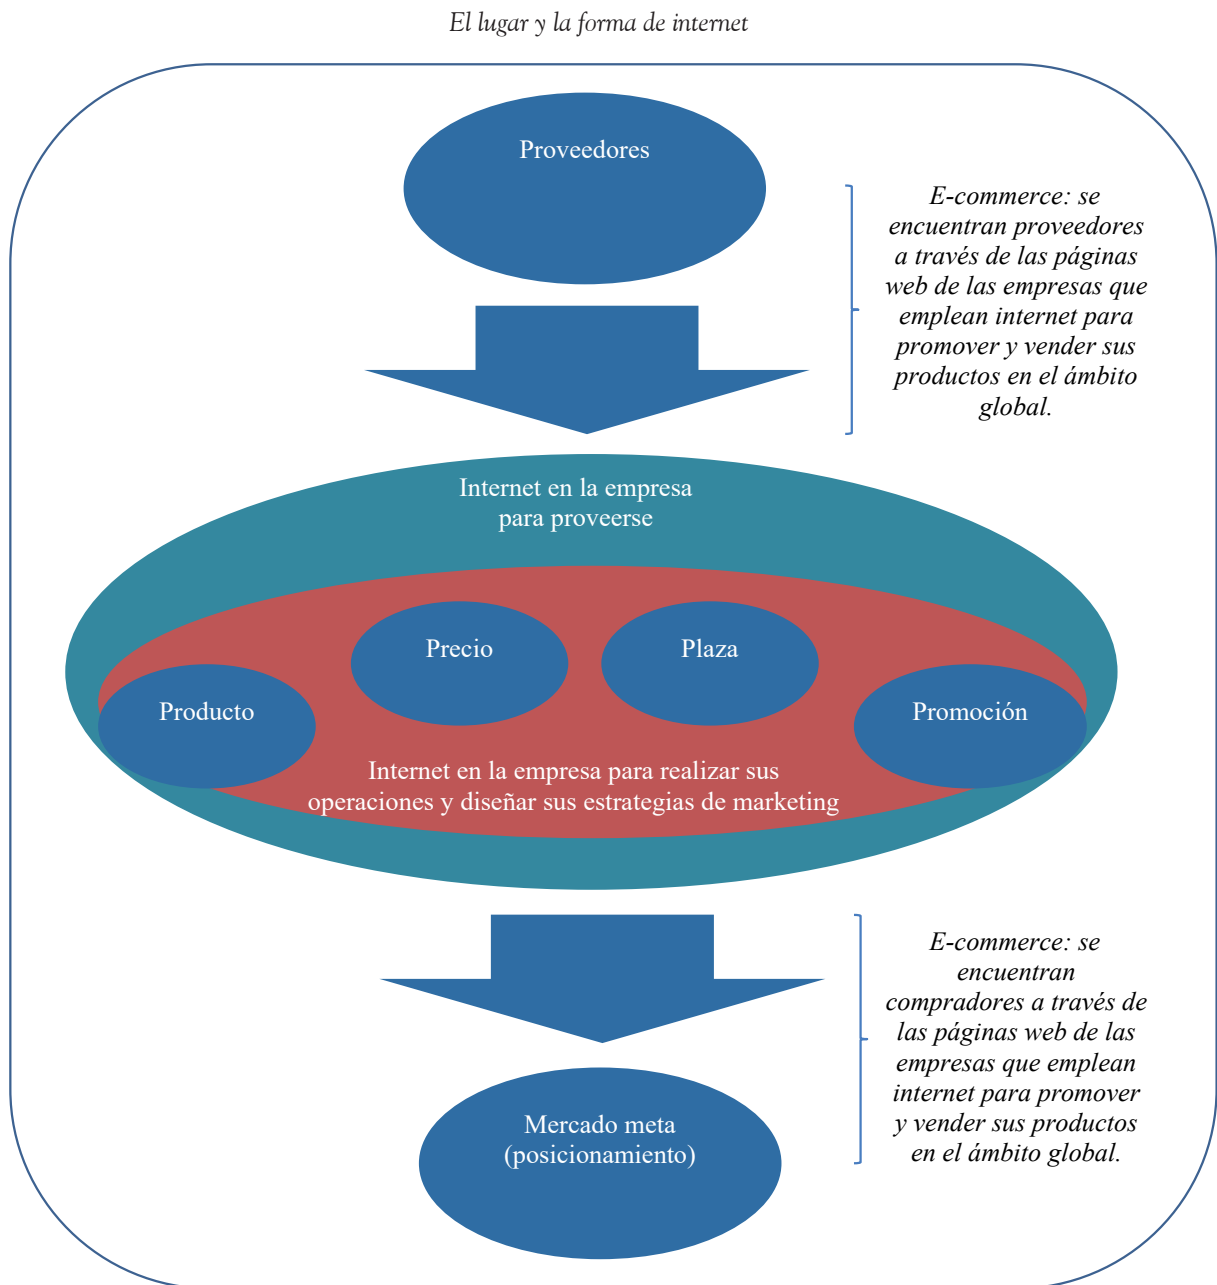 El lugar y la forma de internet
Proveedores
E-commerce: se
encuentran proveedores
a través de las páginas
web de las empresas que
emplean internet para
promover y vender sus
productos en el ámbito
global.
Internet en la empresa
para proveerse
Precio
Plaza
Producto
Promoción
Internet en la empresa para realizar sus
operaciones y diseñar sus estrategias de marketing
E-commerce: se
encuentran
compradores a través de
las páginas web de las
empresas que emplean
internet para promover
y vender sus productos
en el ámbito global.
Mercado meta
(posicionamiento)